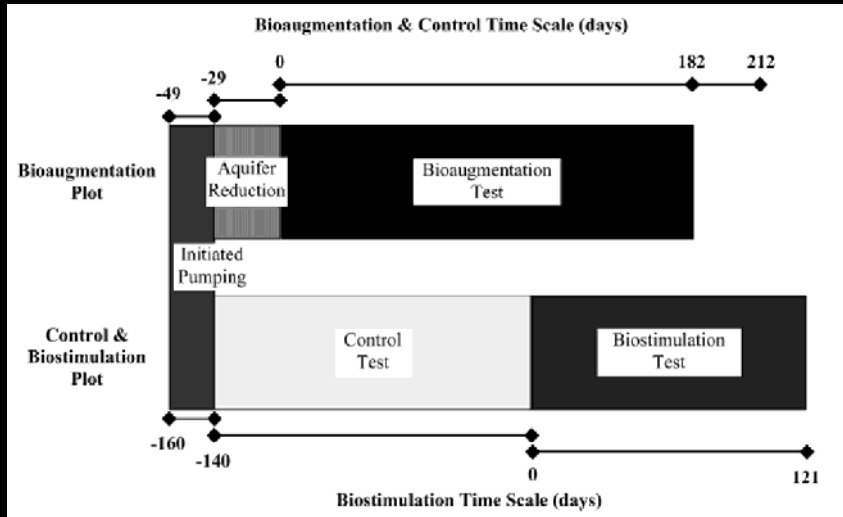 Bioaugmentation & Control Time Scale (days)
0
182
212
-29
-49
Bioaugmentation
Plot
Aquifer
Reduction
Bioaugmentation
Test
Initiated
Pumping
Control &
Biostimulation
Plot
Control
Test
Biostimulation
Test
-160
-140
0
121
Biostimulation Time Scale (days)